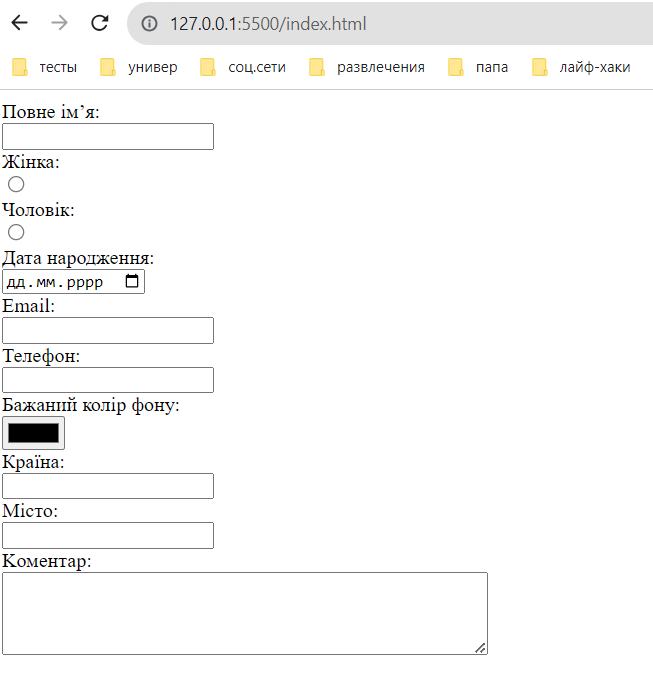 127.0.0.1:5500/index.html
тесты универ соц.сети развлечения папа лайф-хаки
Повне ім’я:
Жінка:
Чоловік:
Дата народження:
дд.мм.рррр
Email:
Телефон:
Бажаний колір фону:
Країна:
Місто:
Коментар: